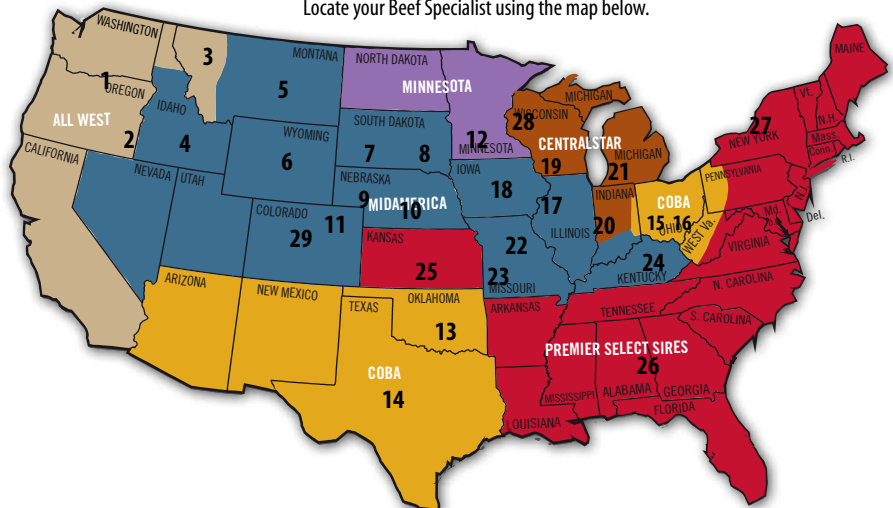 Locate your Beef Specialist using the map below.
WASHINGTON
3
MONTANA
NORTH DAKOTA
MAINE
1
OREGON
5
MINNESOTA
MICHIGAN
Vt.
IDAHO
28
WISCONSIN
27
N.H.
ALL WEST
SOUTH DAKOTA
12
CENTRALSTAR
NEW YORK
Mass.
2
4
WYOMING
7
8
MINNESOTA
MICHIGAN
Conn.
R.I.
CALIFORNIA
6
IOWA
19
21
NEVADA
UTAH
NEBRASKA
18
INDIANA
PENNSYLVANIA
9
MIDAMERICA
10
17
COBA
N.J.
COLORADO
11
20
15
16
Md.
Del.
29
KANSAS
22
ILLINOIS
OHIO
WEST Va.
VIRGINIA
25
23
24
ARIZONA
NEW MEXICO
MISSOURI
KENTUCKY
N. CAROLINA
TEXAS
OKLAHOMA
ARKANSAS
TENNESSEE
13
S. CAROLINA
PREMIER SELECT SIRES
COBA
26
14
MISSISSIPPI
ALABAMA
GEORGIA
FLORIDA
LOUISIANA